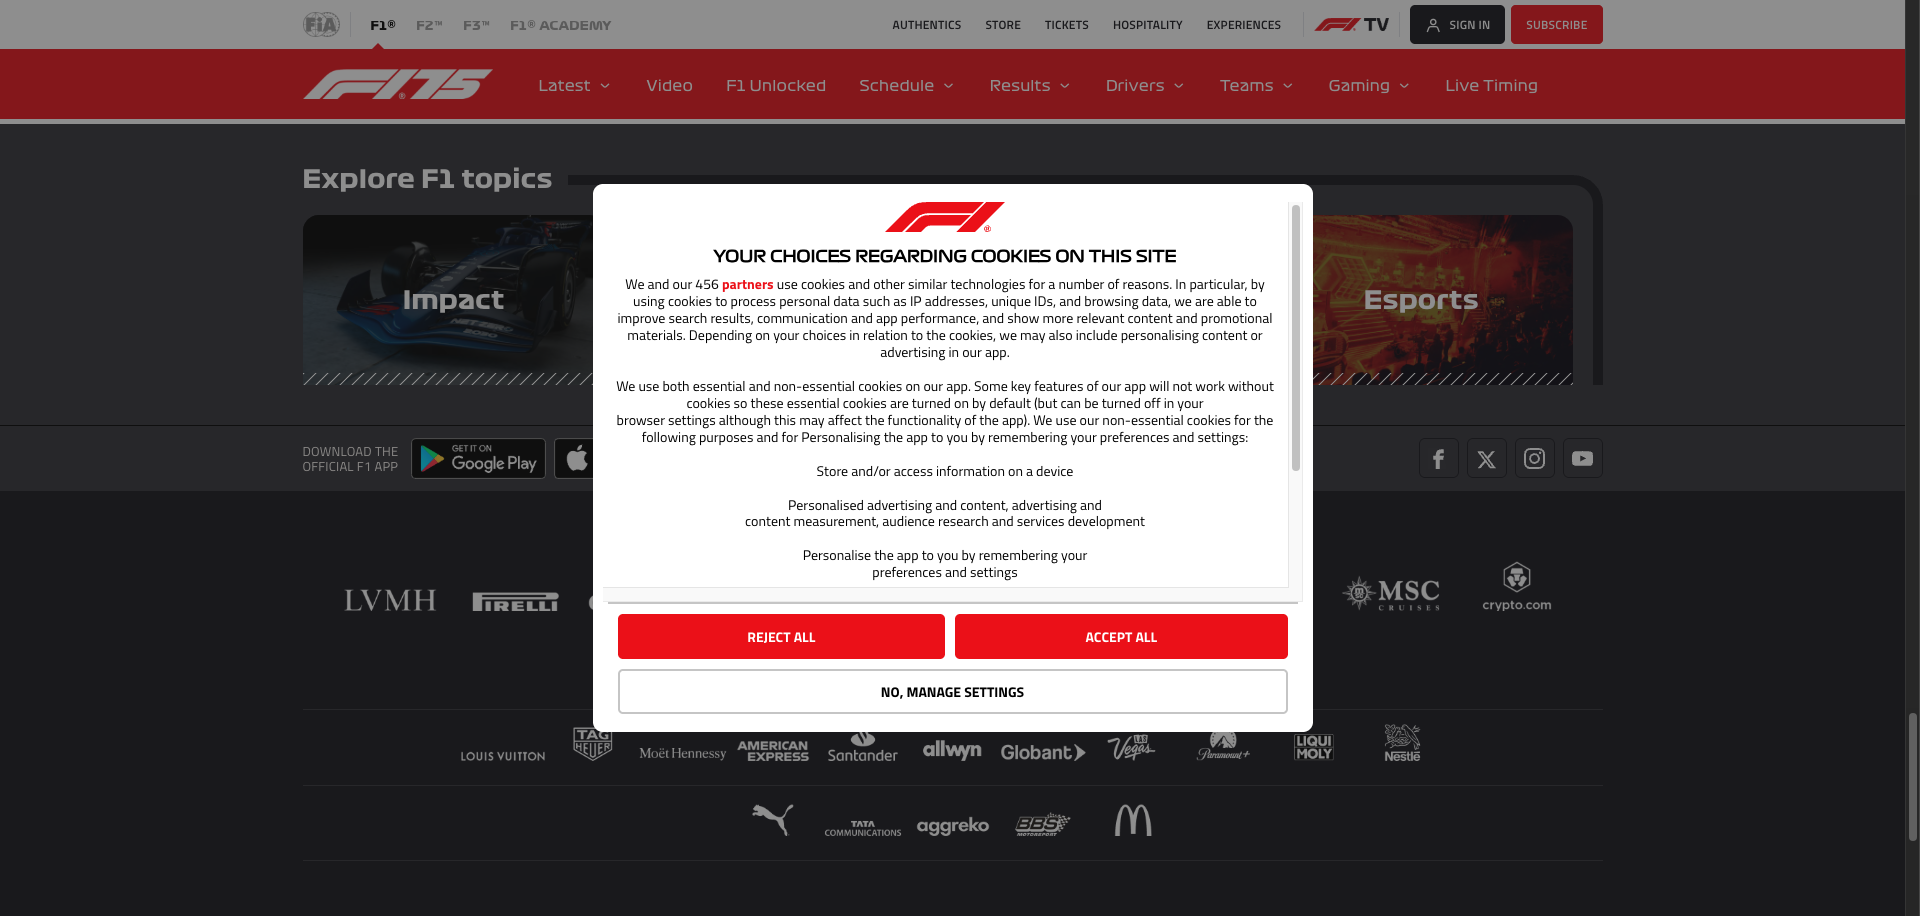 FIA
F1®
F2™
F3™
F1® ACADEMY
AUTHENTICS
STORE
TICKETS
HOSPITALITY
EXPERIENCES
F1 TV
SIGN IN
SUBSCRIBE
F1.75
Latest
Video
F1 Unlocked
Schedule
Results
Drivers
Teams
Gaming
Live Timing
Explore F1 topics
Impact
NET ZERO
Esports
F1®
YOUR CHOICES REGARDING COOKIES ON THIS SITE
We and our 456 partners use cookies and other similar technologies for a number of reasons. In particular, by
using cookies to process personal data such as IP addresses, unique IDs, and browsing data, we are able to
improve search results, communication and app performance, and show more relevant content and promotional
materials. Depending on your choices in relation to the cookies, we may also include personalising content or
advertising in our app.
We use both essential and non-essential cookies on our app. Some key features of our app will not work without
cookies so these essential cookies are turned on by default (but can be turned off in your
browser settings although this may affect the functionality of the app). We use our non-essential cookies for the
following purposes and for Personalising the app to you by remembering your preferences and settings:
Store and/or access information on a device
Personalised advertising and content, advertising and
content measurement, audience research and services development
Personalise the app to you by remembering your
preferences and settings
REJECT ALL
ACCEPT ALL
NO, MANAGE SETTINGS
DOWNLOAD THE
OFFICIAL F1 APP
GET IT ON
Google Play
LVMH
PIRELLI
MSC
CRUISES
crypto.com
LOUIS VUITTON
TAG
HEUER
Moët Hennessy
AMERICAN
EXPRESS
Santander
allwyn
Globant
LAS
Vegas
Paramount+
LIQUI
MOLY
Nestlé
TATA
COMMUNICATIONS
aggreko
BBS
MOTORSPORT